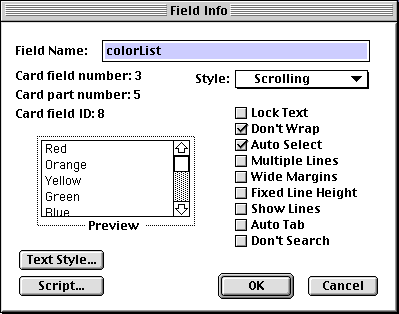 Field Info
Field Name: colorList
Card field number: 3
Style: Scrolling
Card part number: 5
Card field ID: 8
Lock Text
Don't Wrap
Auto Select
Multiple Lines
Wide Margins
Fixed Line Height
Show Lines
Auto Tab
Don't Search
Red
Orange
Yellow
Green
Blue
Preview
Text Style...
Script...
OK
Cancel